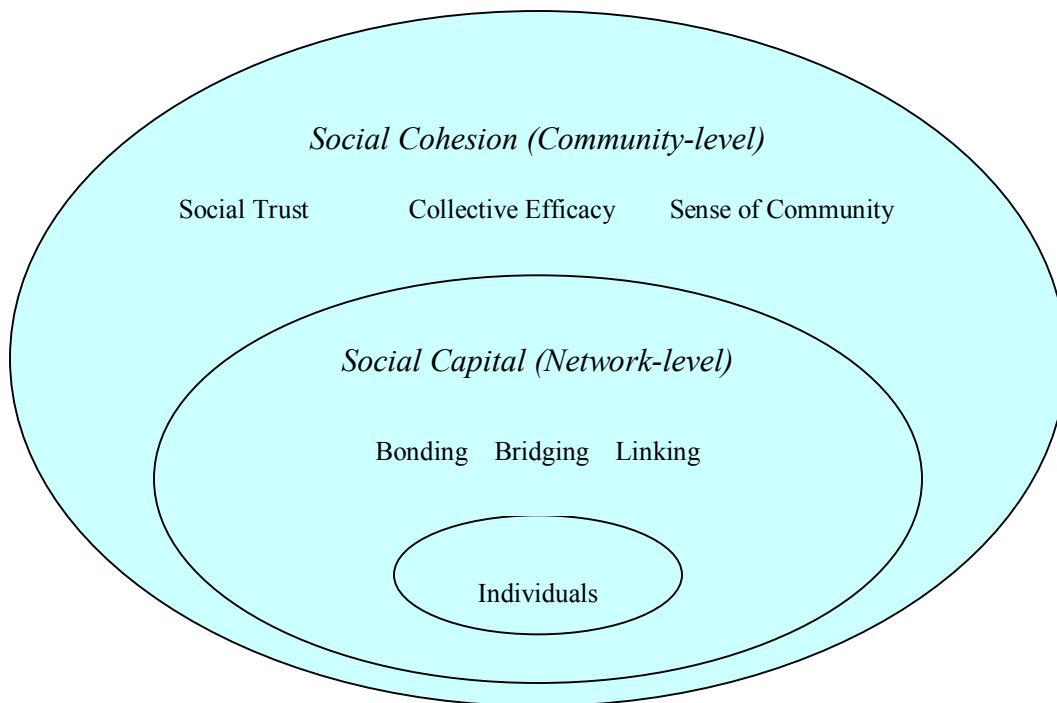 Social Cohesion (Community-level)
Social Trust Collective Efficacy Sense of Community
Social Capital (Network-level)
Bonding Bridging Linking
Individuals